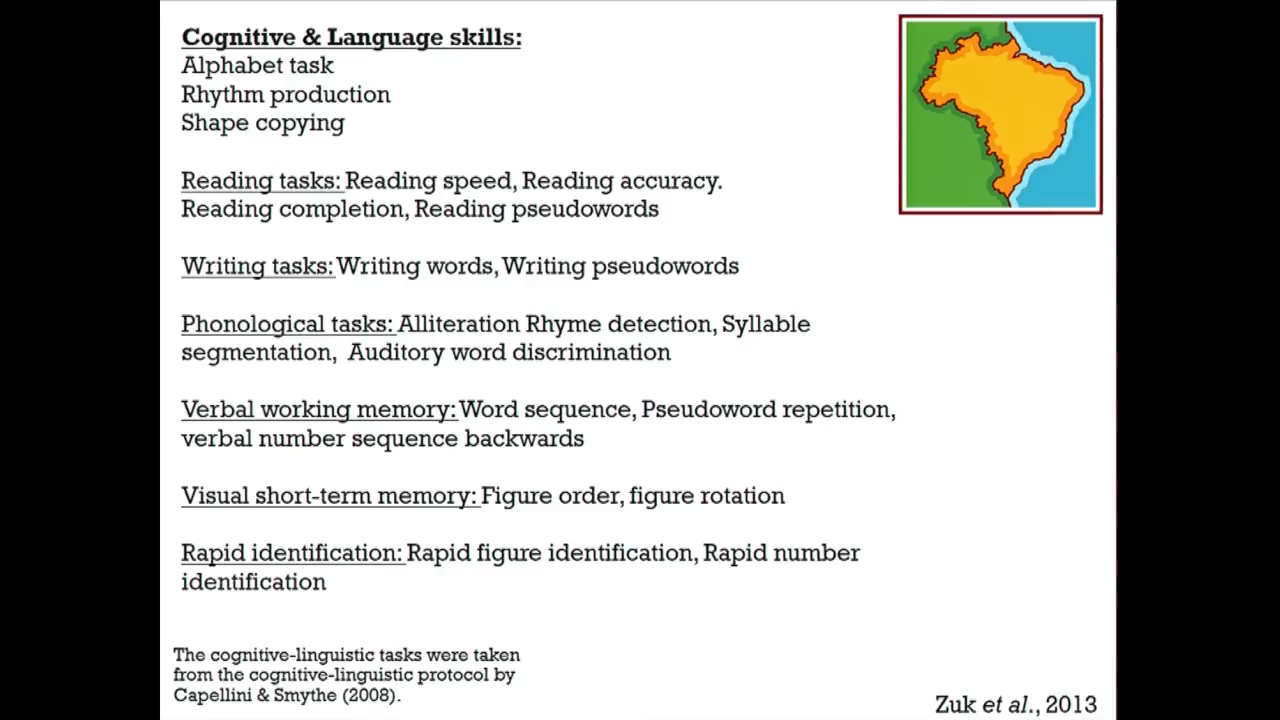 Cognitive & Language skills:
Alphabet task
Rhythm production
Shape copying
Reading tasks: Reading speed, Reading accuracy.
Reading completion, Reading pseudowords
Writing tasks: Writing words, Writing pseudowords
Phonological tasks: Alliteration Rhyme detection, Syllable
segmentation, Auditory word discrimination
Verbal working memory: Word sequence, Pseudoword repetition,
verbal number sequence backwards
Visual short-term memory: Figure order, figure rotation
Rapid identification: Rapid figure identification, Rapid number
identification
The cognitive-linguistic tasks were taken
from the cognitive-linguistic protocol by
Capellini & Smythe (2008).
Zuk et al., 2013